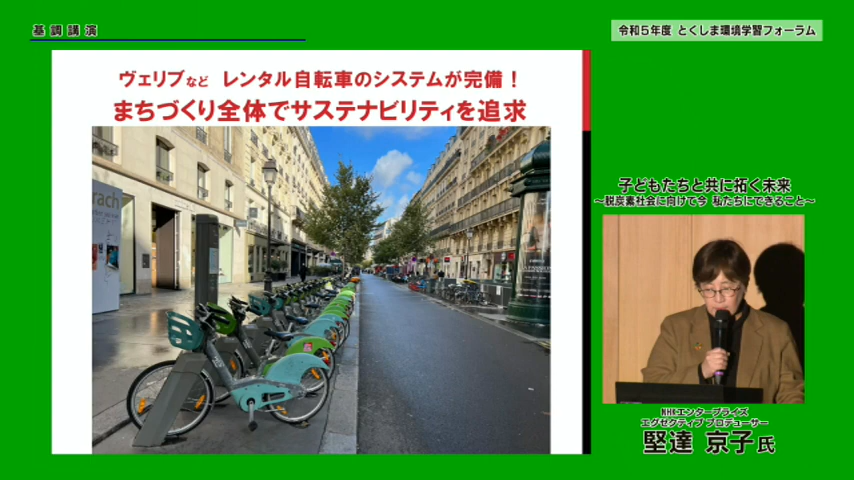 基調講演
令和5年度 とくしま環境学習フォーラム
ヴェリブなど レンタル自転車のシステムが完備！
まちづくり全体でサステナビリティを追求
rach
子どもたちと共に拓く未来
～脱炭素社会に向けて今 私たちにできること～
NHKエンタープライズ
エグゼクティブ プロデューサー
堅達 京子 氏